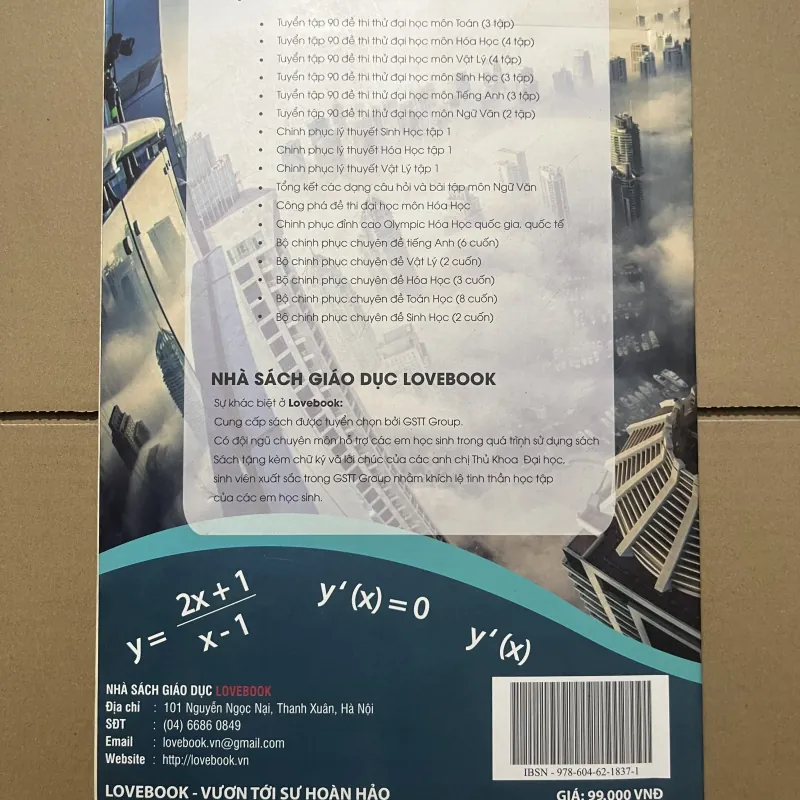 • Tuyển tập 90 đề thi thử đại học môn Toán (3 tập)
• Tuyển tập 90 đề thi thử đại học môn Hóa Học (4 tập)
• Tuyển tập 90 đề thi thử đại học môn Vật Lý (4 tập)
• Tuyển tập 90 đề thi thử đại học môn Sinh Học (3 tập)
• Tuyển tập 90 đề thi thử đại học môn Tiếng Anh (3 tập)
• Tuyển tập 90 đề thi thử đại học môn Ngữ Văn (2 tập)
• Chinh phục lý thuyết Sinh Học tập 1
• Chinh phục lý thuyết Hóa Học tập 1
• Chinh phục lý thuyết Vật Lý tập 1
• Tổng kết các dạng câu hỏi và bài tập môn Ngữ Văn
• Công phá đề thi đại học môn Hóa Học
• Chinh phục đỉnh cao Olympic Hóa Học quốc gia, quốc tế
• Bộ chinh phục chuyên đề tiếng Anh (6 cuốn)
• Bộ chinh phục chuyên đề Vật Lý (2 cuốn)
• Bộ chinh phục chuyên đề Hóa Học (3 cuốn)
• Bộ chinh phục chuyên đề Toán Học (8 cuốn)
• Bộ chinh phục chuyên đề Sinh Học (2 cuốn)
NHÀ SÁCH GIÁO DỤC LOVEBOOK
Sự khác biệt ở Lovebook:
Cung cấp sách được tuyển chọn bởi GSTT Group.
Có đội ngũ chuyên môn hỗ trợ các em học sinh trong quá trình sử dụng sách
Sách tặng kèm chữ ký và lời chúc của các anh chị Thủ Khoa Đại học,
sinh viên xuất sắc trong GSTT Group nhằm khích lệ tinh thần học tập
của các em học sinh.
y = 2x + 1 / x - 1
y‘(x) = 0
y‘(x)
NHÀ SÁCH GIÁO DỤC LOVEBOOK
Địa chỉ : 101 Nguyễn Ngọc Nại, Thanh Xuân, Hà Nội
SĐT : (04) 6686 0849
Email : lovebook.vn@gmail.com
Website : http://lovebook.vn
IBSN - 978-604-62-1837-1
LOVEBOOK - VƯƠN TỚI SỰ HOÀN HẢO
GIÁ: 99.000 VNĐ